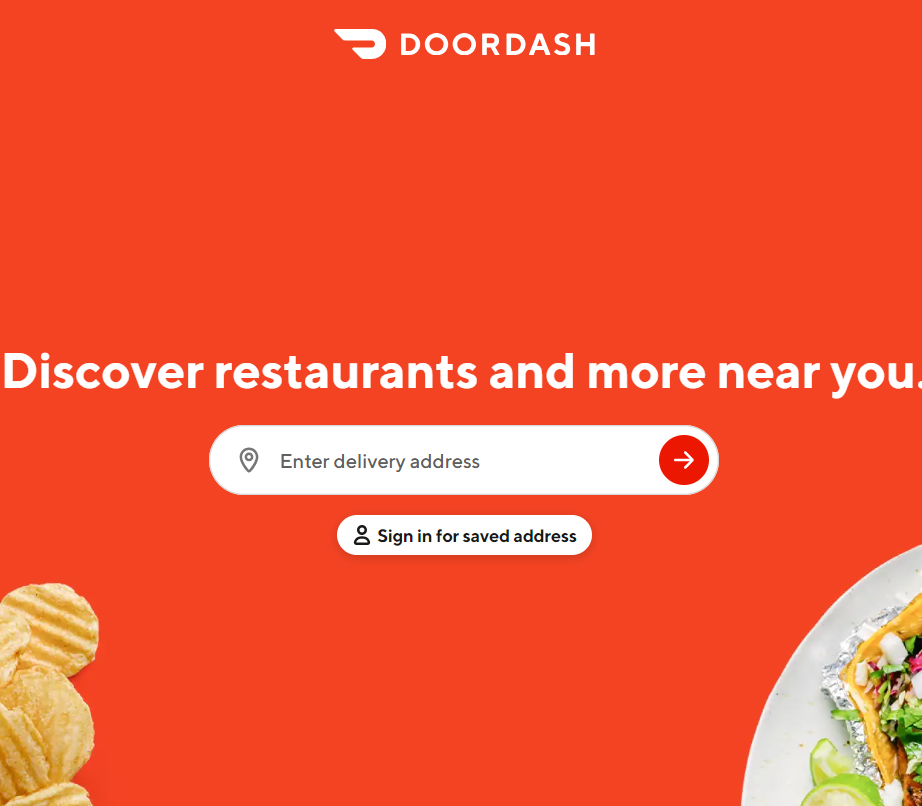 DOORDASH
Discover restaurants and more near you.
Enter delivery address
Sign in for saved address